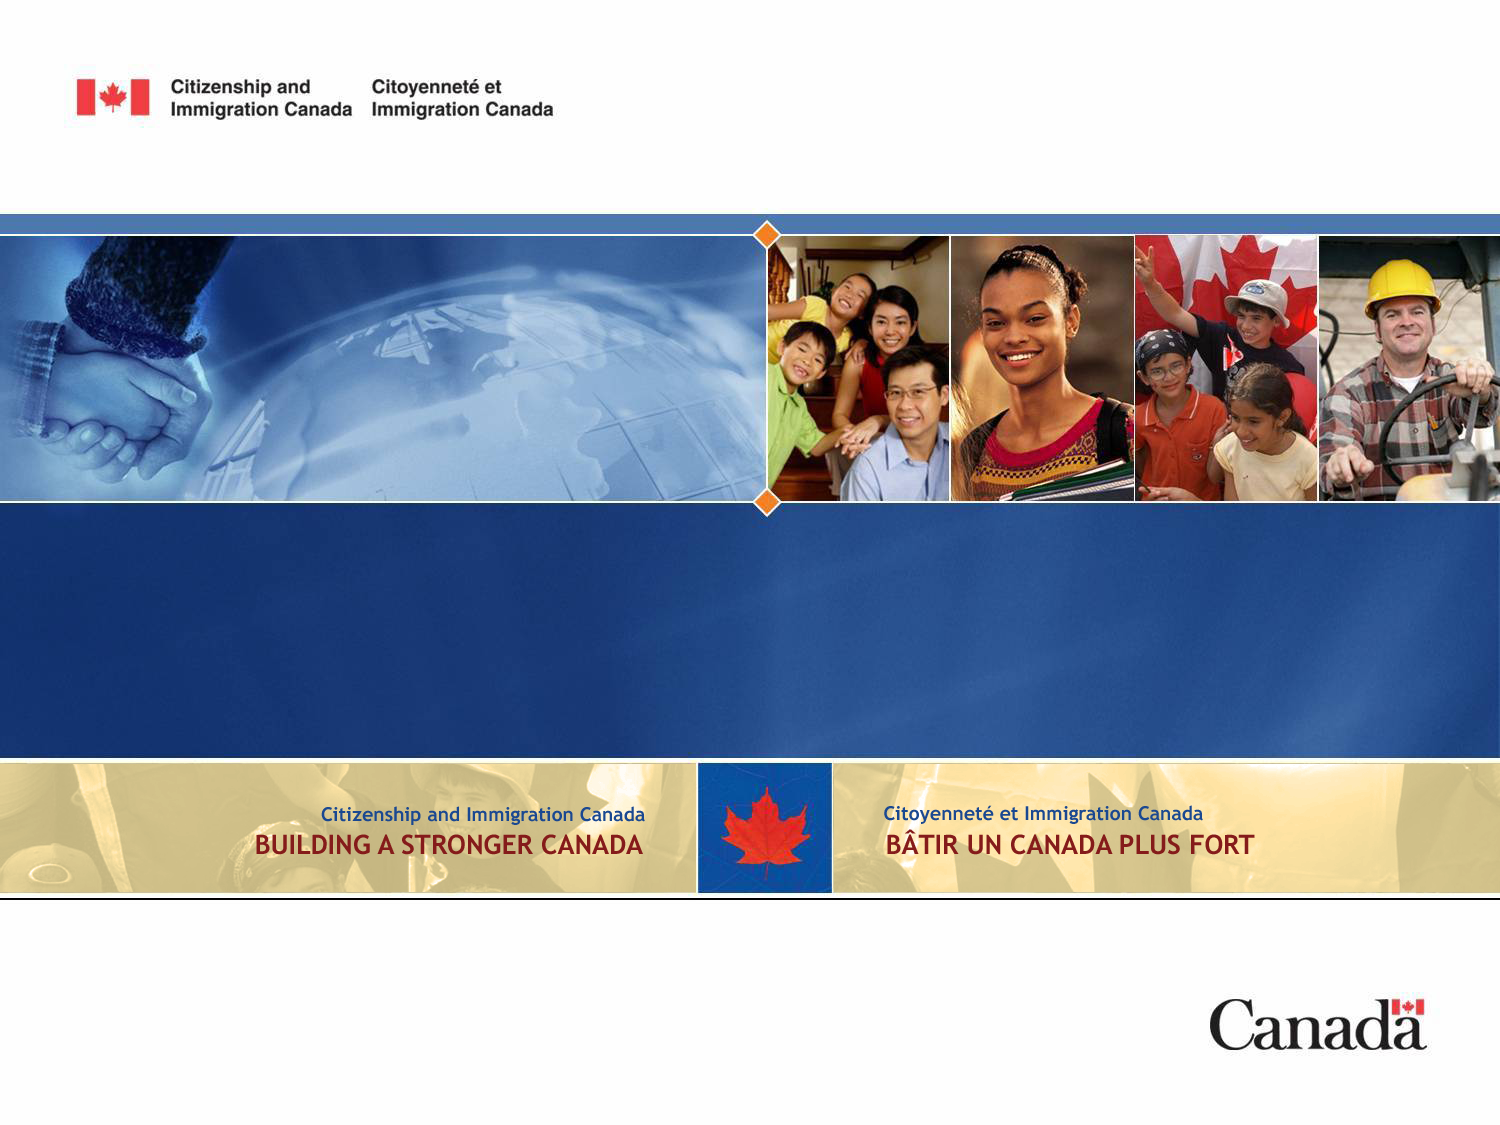 Citizenship and
Immigration Canada
Citoyenneté et
Immigration Canada
Citizenship and Immigration Canada
BUILDING A STRONGER CANADA
Citoyenneté et Immigration Canada
BÂTIR UN CANADA PLUS FORT
Canada